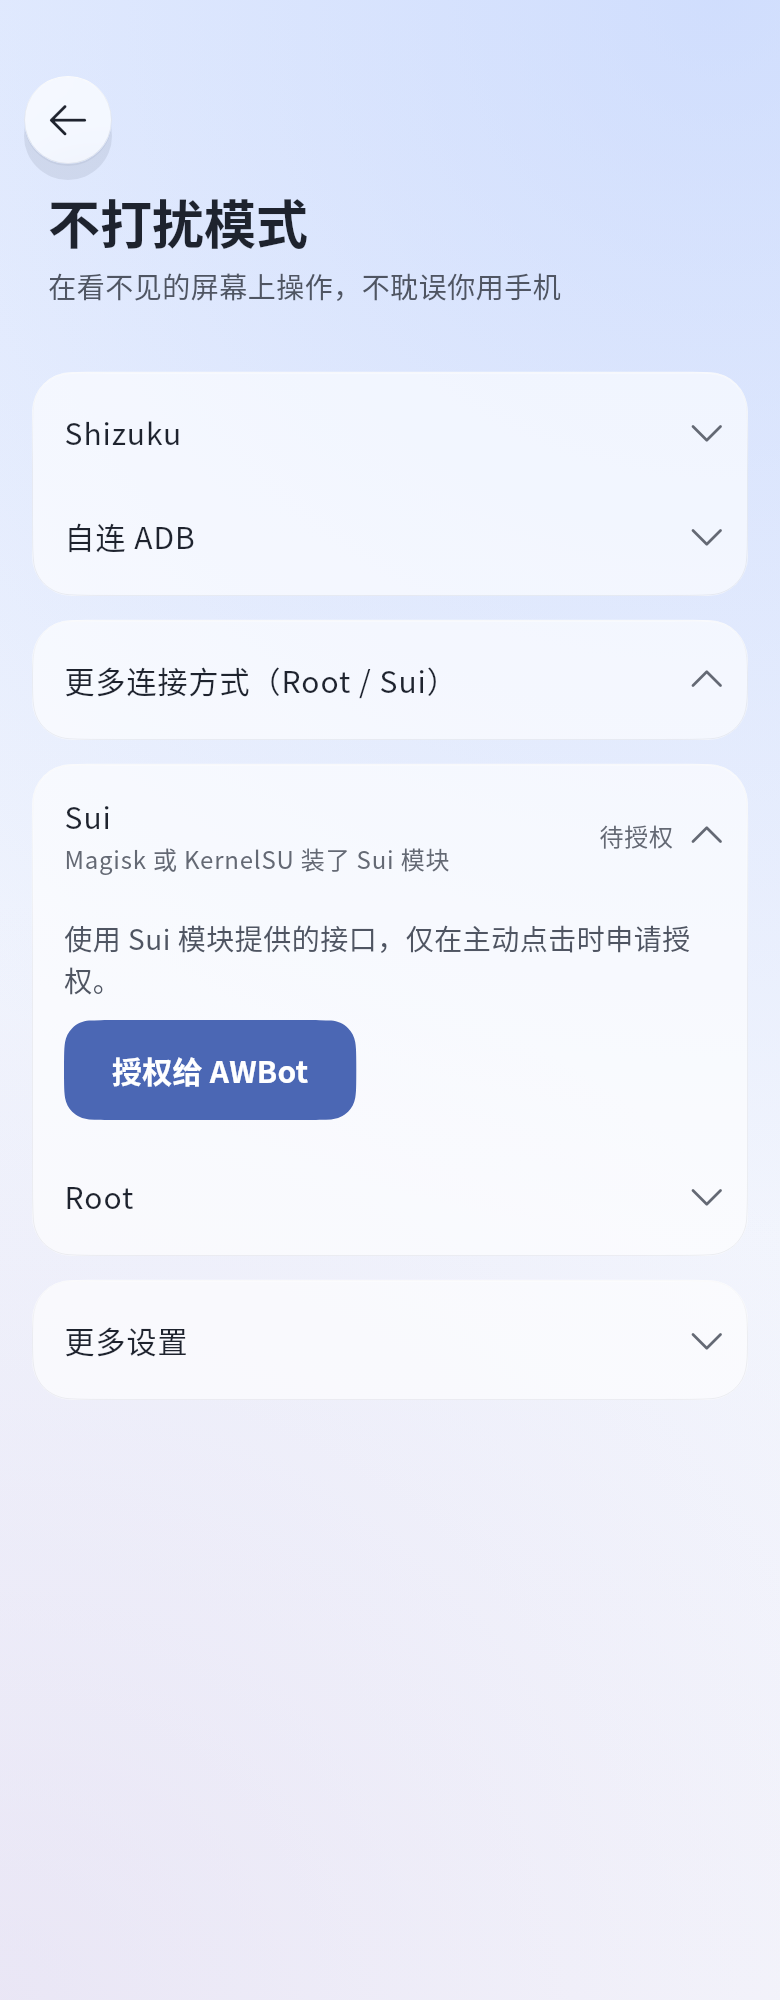 不打扰模式
在看不见的屏幕上操作，不耽误你用手机
Shizuku
自连 ADB
更多连接方式（Root / Sui）
Sui
待授权
Magisk 或 KernelSU 装了 Sui 模块
使用 Sui 模块提供的接口，仅在主动点击时申请授
权。
授权给 AWBot
Root
更多设置